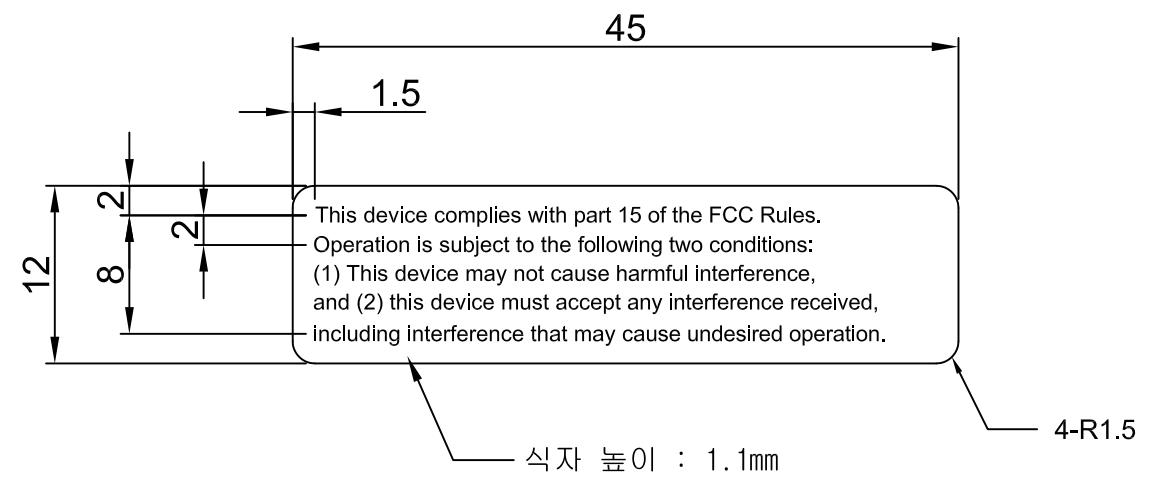 45
1.5
2
2
12
8
This device complies with part 15 of the FCC Rules.
Operation is subject to the following two conditions:
(1) This device may not cause harmful interference,
and (2) this device must accept any interference received,
including interference that may cause undesired operation.
4-R1.5
식자 높이 : 1.1mm